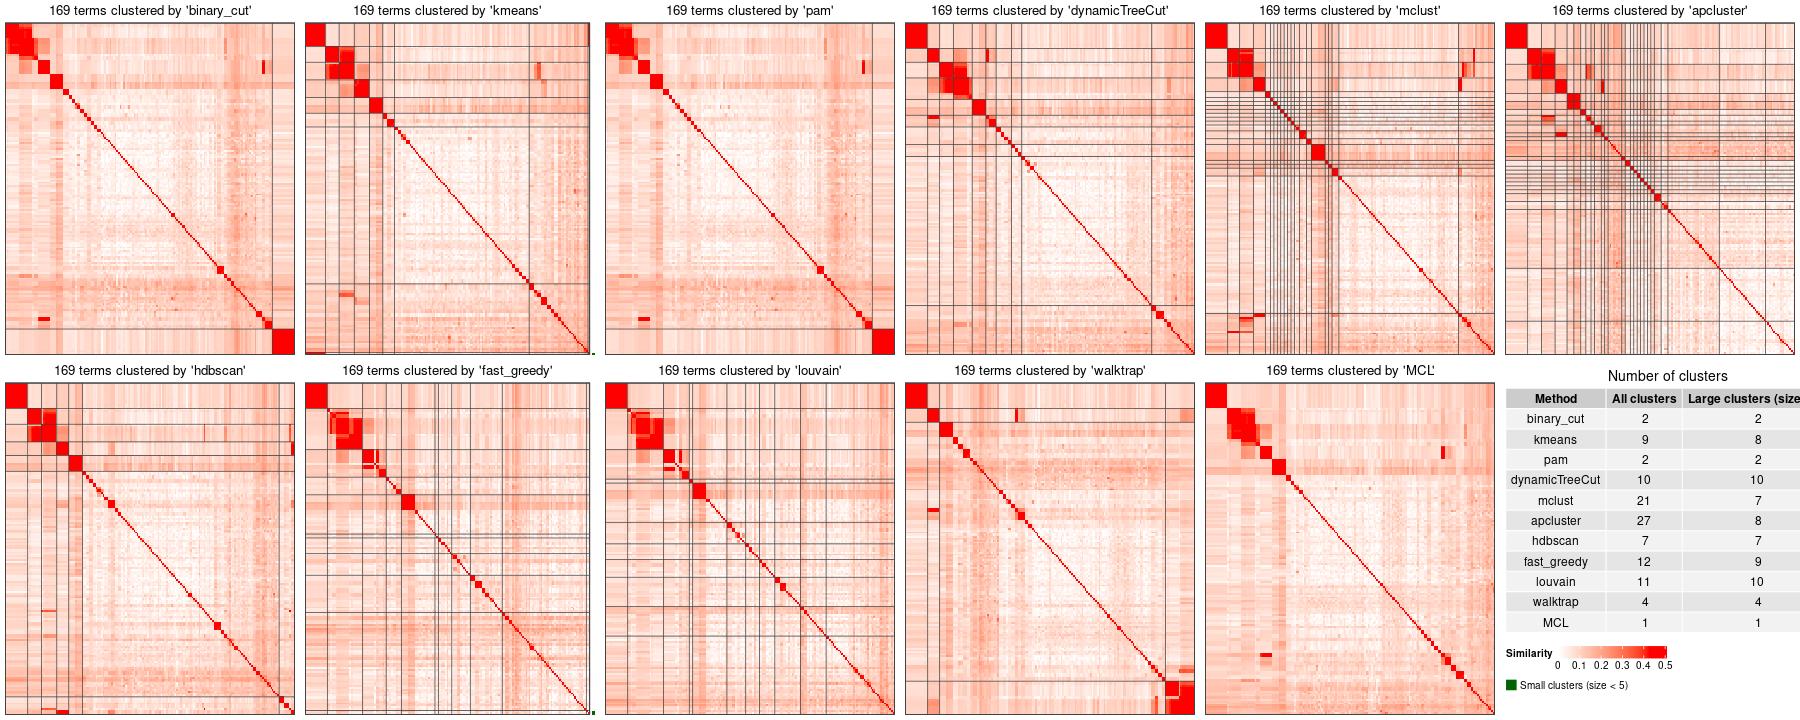 169 terms clustered by 'binary_cut'
169 terms clustered by 'kmeans'
169 terms clustered by 'pam'
169 terms clustered by 'dynamicTreeCut'
169 terms clustered by 'mclust'
169 terms clustered by 'apcluster'
169 terms clustered by 'hdbscan'
169 terms clustered by 'fast_greedy'
169 terms clustered by 'louvain'
169 terms clustered by 'walktrap'
169 terms clustered by 'MCL'
Number of clusters
Method All clusters Large clusters (size
binary_cut 2 2
kmeans 9 8
pam 2 2
dynamicTreeCut 10 10
mclust 21 7
apcluster 27 8
hdbscan 7 7
fast_greedy 12 9
louvain 11 10
walktrap 4 4
MCL 1 1
Similarity
0 0.1 0.2 0.3 0.4 0.5
Small clusters (size < 5)